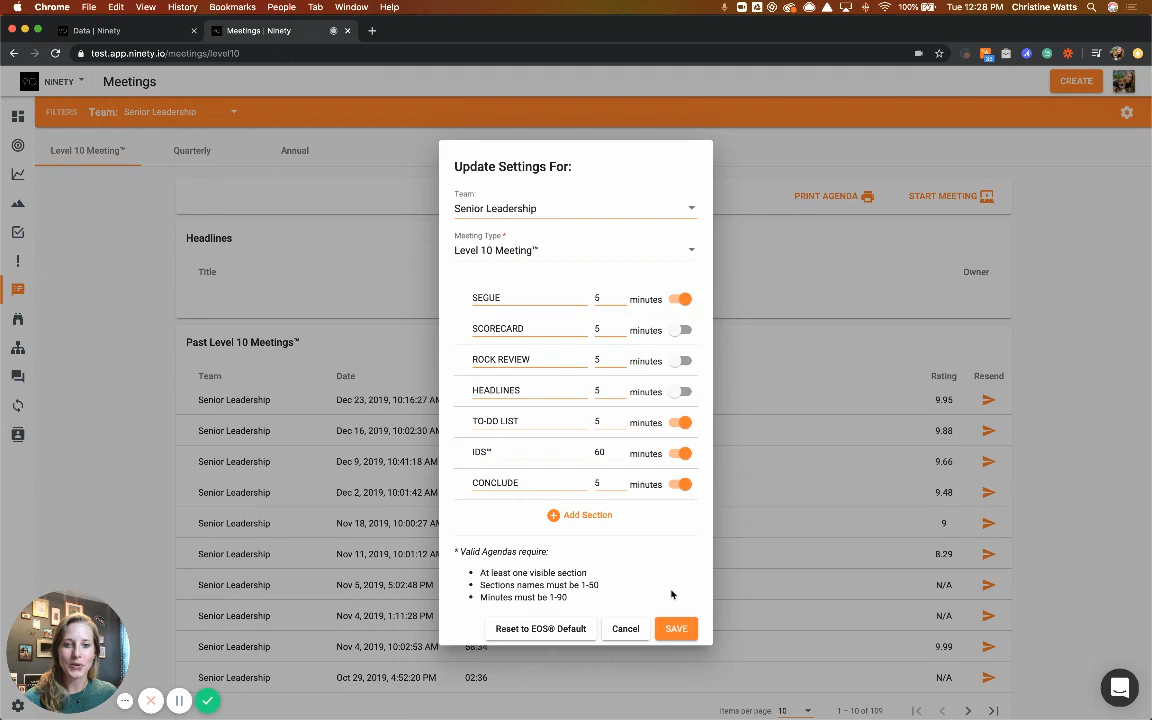 Chrome File Edit View History Bookmarks People Tab Window Help 100% Tue 12:28 PM Christine Watts
Data | Ninety Meetings | Ninety
test.app.ninety.io/meetings/level10
NINETY Meetings CREATE
FILTERS Team: Senior Leadership
Level 10 Meeting™ Quarterly Annual
PRINT AGENDA START MEETING
Headlines
Title Owner
Past Level 10 Meetings™
Team Date Rating Resend
Senior Leadership Dec 23, 2019, 10:16:27 AM 9.95
Senior Leadership Dec 16, 2019, 10:02:30 AM 9.88
Senior Leadership Dec 9, 2019, 10:41:18 AM 9.66
Senior Leadership Dec 2, 2019, 10:01:42 AM 9.48
Senior Leadership Nov 18, 2019, 10:00:27 AM 9
Senior Leadership Nov 11, 2019, 10:01:12 AM 8.29
Senior Leadership Nov 5, 2019, 5:02:48 PM N/A
Senior Leadership Nov 4, 2019, 1:11:28 PM N/A
Senior Leadership Nov 4, 2019, 10:02:53 AM 58:34 9.99
Senior Leadership Oct 29, 2019, 4:52:20 PM 02:36 N/A
Items per page: 10 1 – 10 of 109
Update Settings For:
Team:
Senior Leadership
Meeting Type *
Level 10 Meeting™
SEGUE 5 minutes
SCORECARD 5 minutes
ROCK REVIEW 5 minutes
HEADLINES 5 minutes
TO-DO LIST 5 minutes
IDS™ 60 minutes
CONCLUDE 5 minutes
Add Section
* Valid Agendas require:
• At least one visible section
• Sections names must be 1-50
• Minutes must be 1-90
Reset to EOS® Default Cancel SAVE